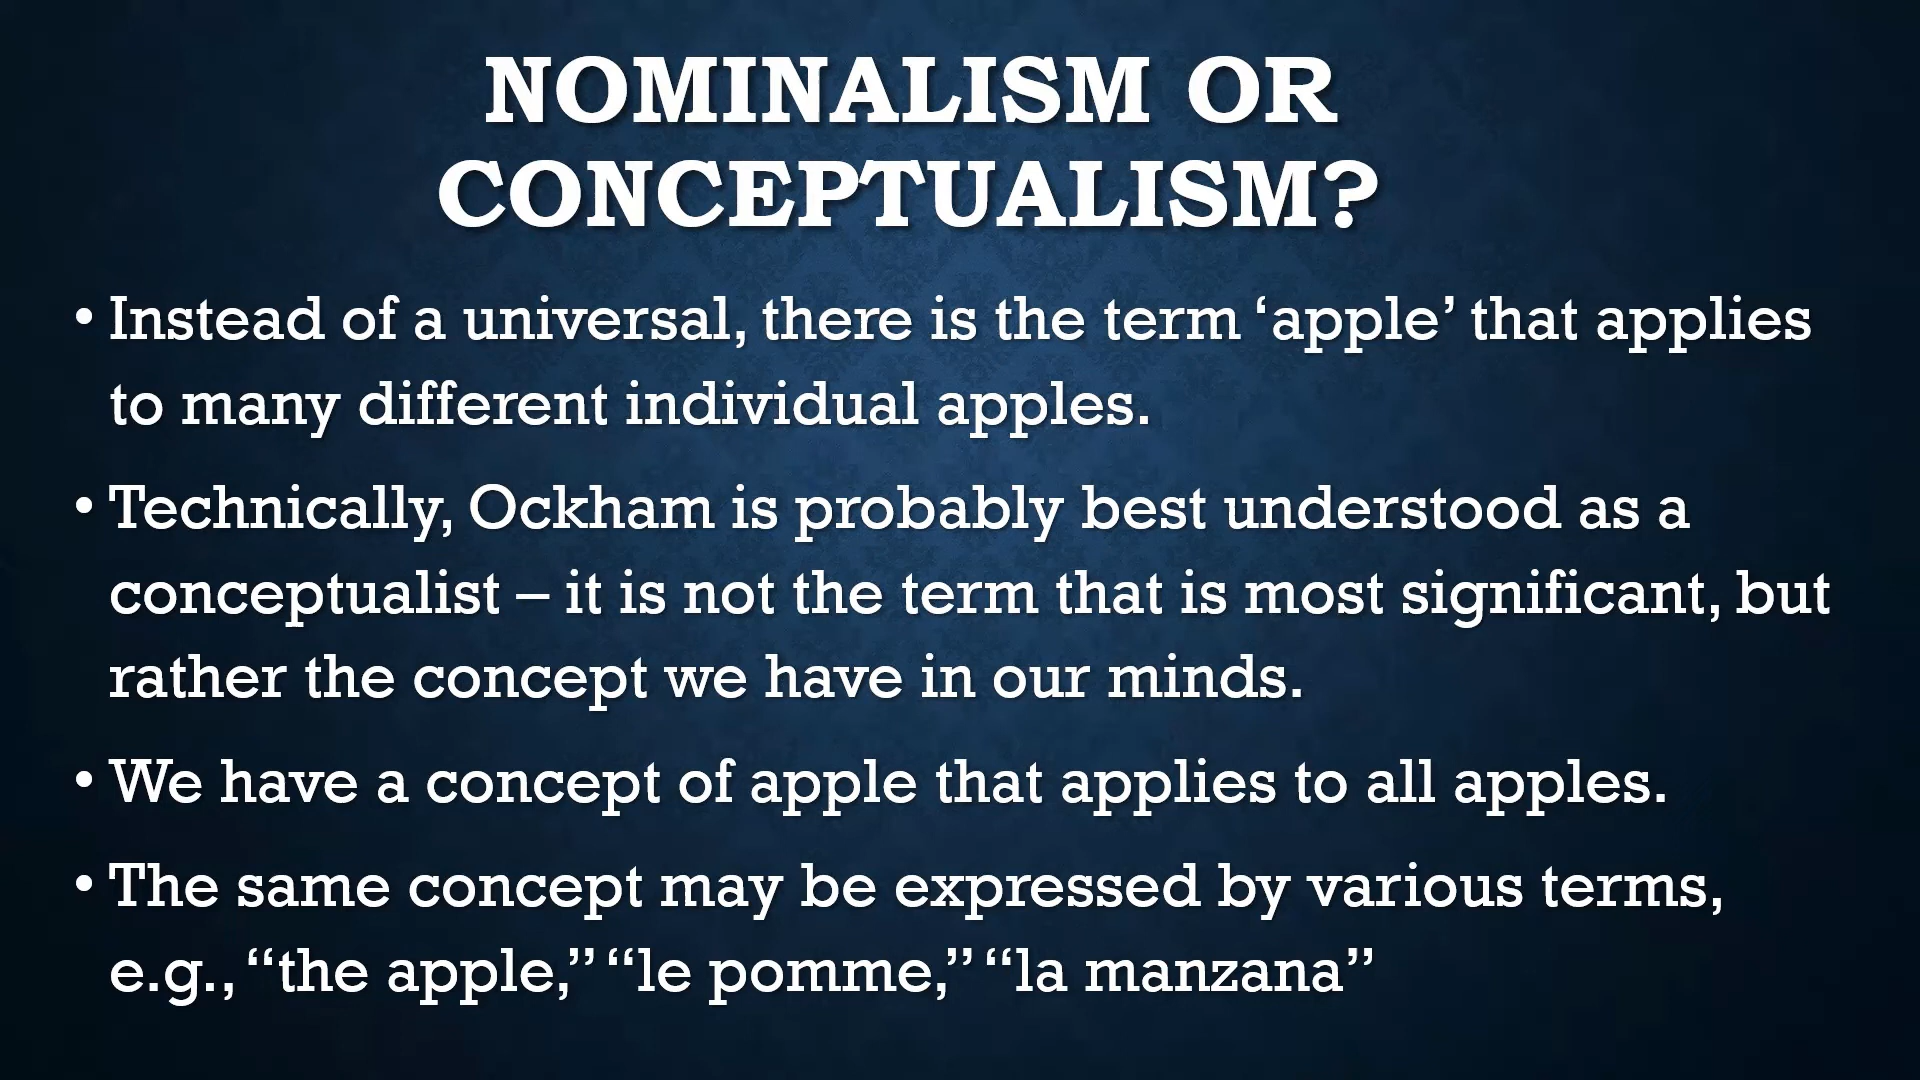 NOMINALISM OR
CONCEPTUALISM?
• Instead of a universal, there is the term ‘apple’ that applies
to many different individual apples.
• Technically, Ockham is probably best understood as a
conceptualist – it is not the term that is most significant, but
rather the concept we have in our minds.
• We have a concept of apple that applies to all apples.
• The same concept may be expressed by various terms,
e.g., “the apple,” “le pomme,” “la manzana”